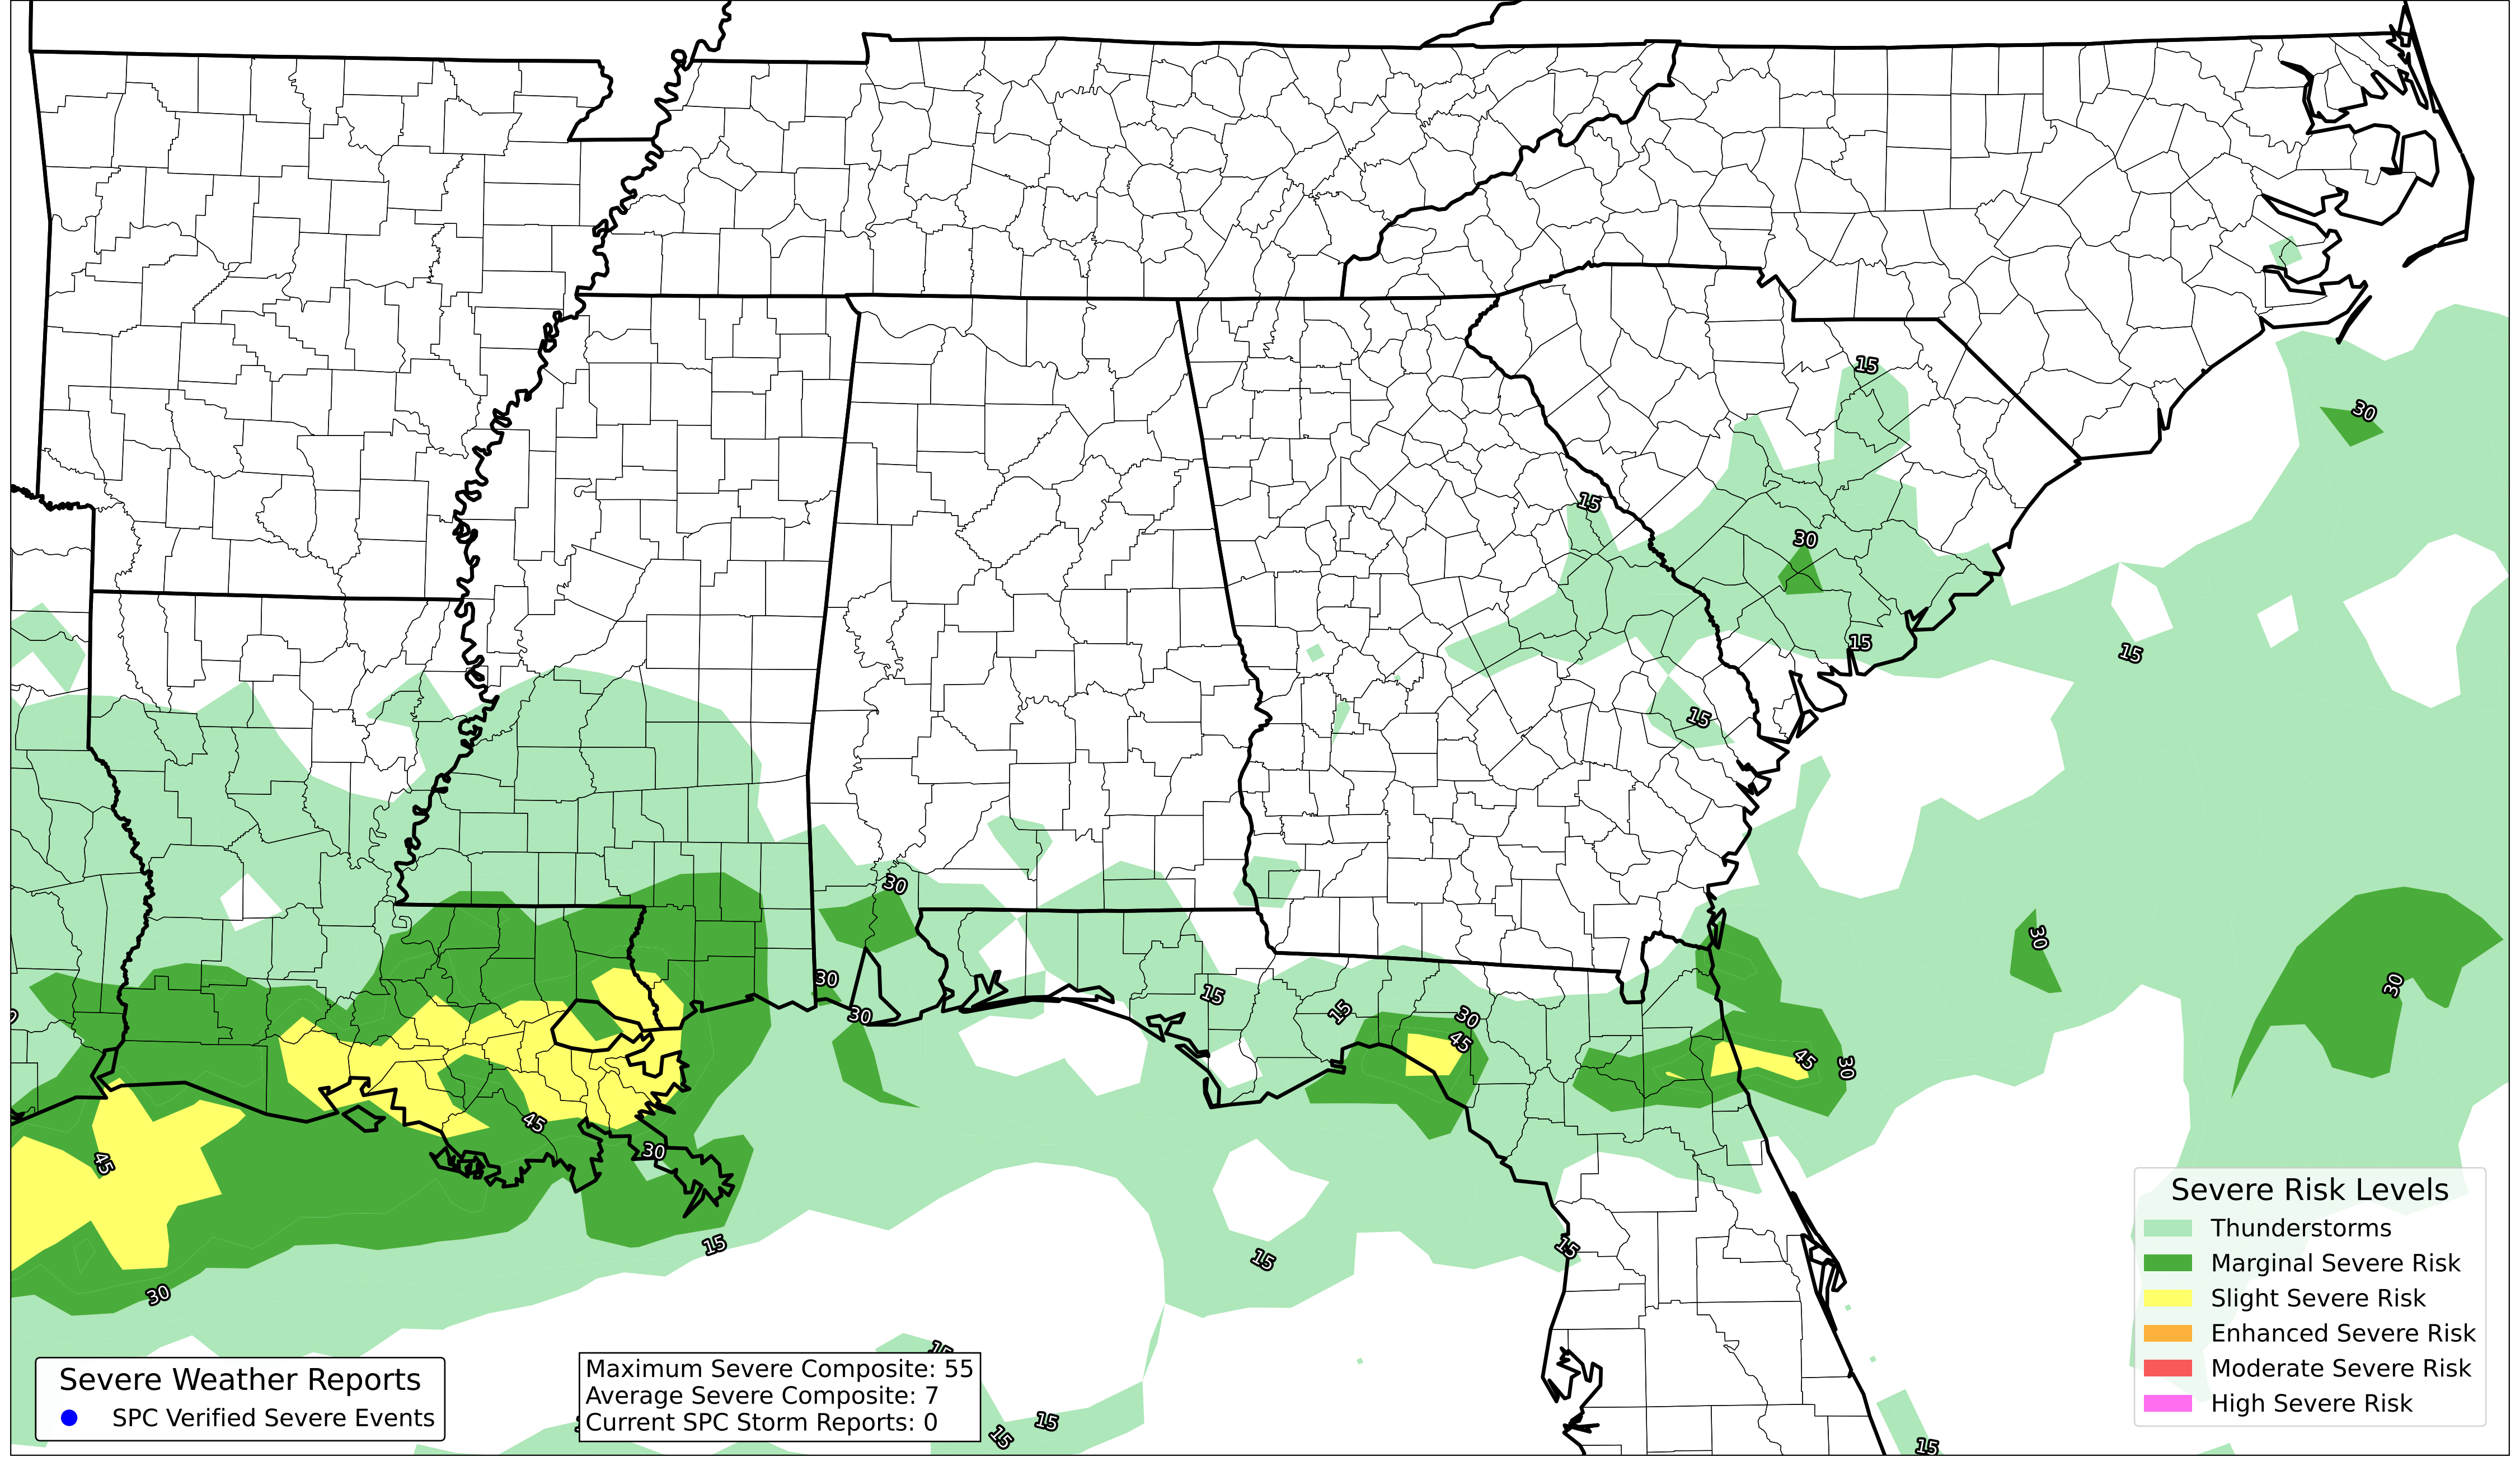 15
30
15
30
15
15
15
30
30
30
30
15
15
30
45
45
30
30
45
45
30
15
15
15
30
15
15
15
15
Severe Risk Levels
Thunderstorms
Marginal Severe Risk
Slight Severe Risk
Enhanced Severe Risk
Moderate Severe Risk
High Severe Risk
Severe Weather Reports
SPC Verified Severe Events
Maximum Severe Composite: 55
Average Severe Composite: 7
Current SPC Storm Reports: 0